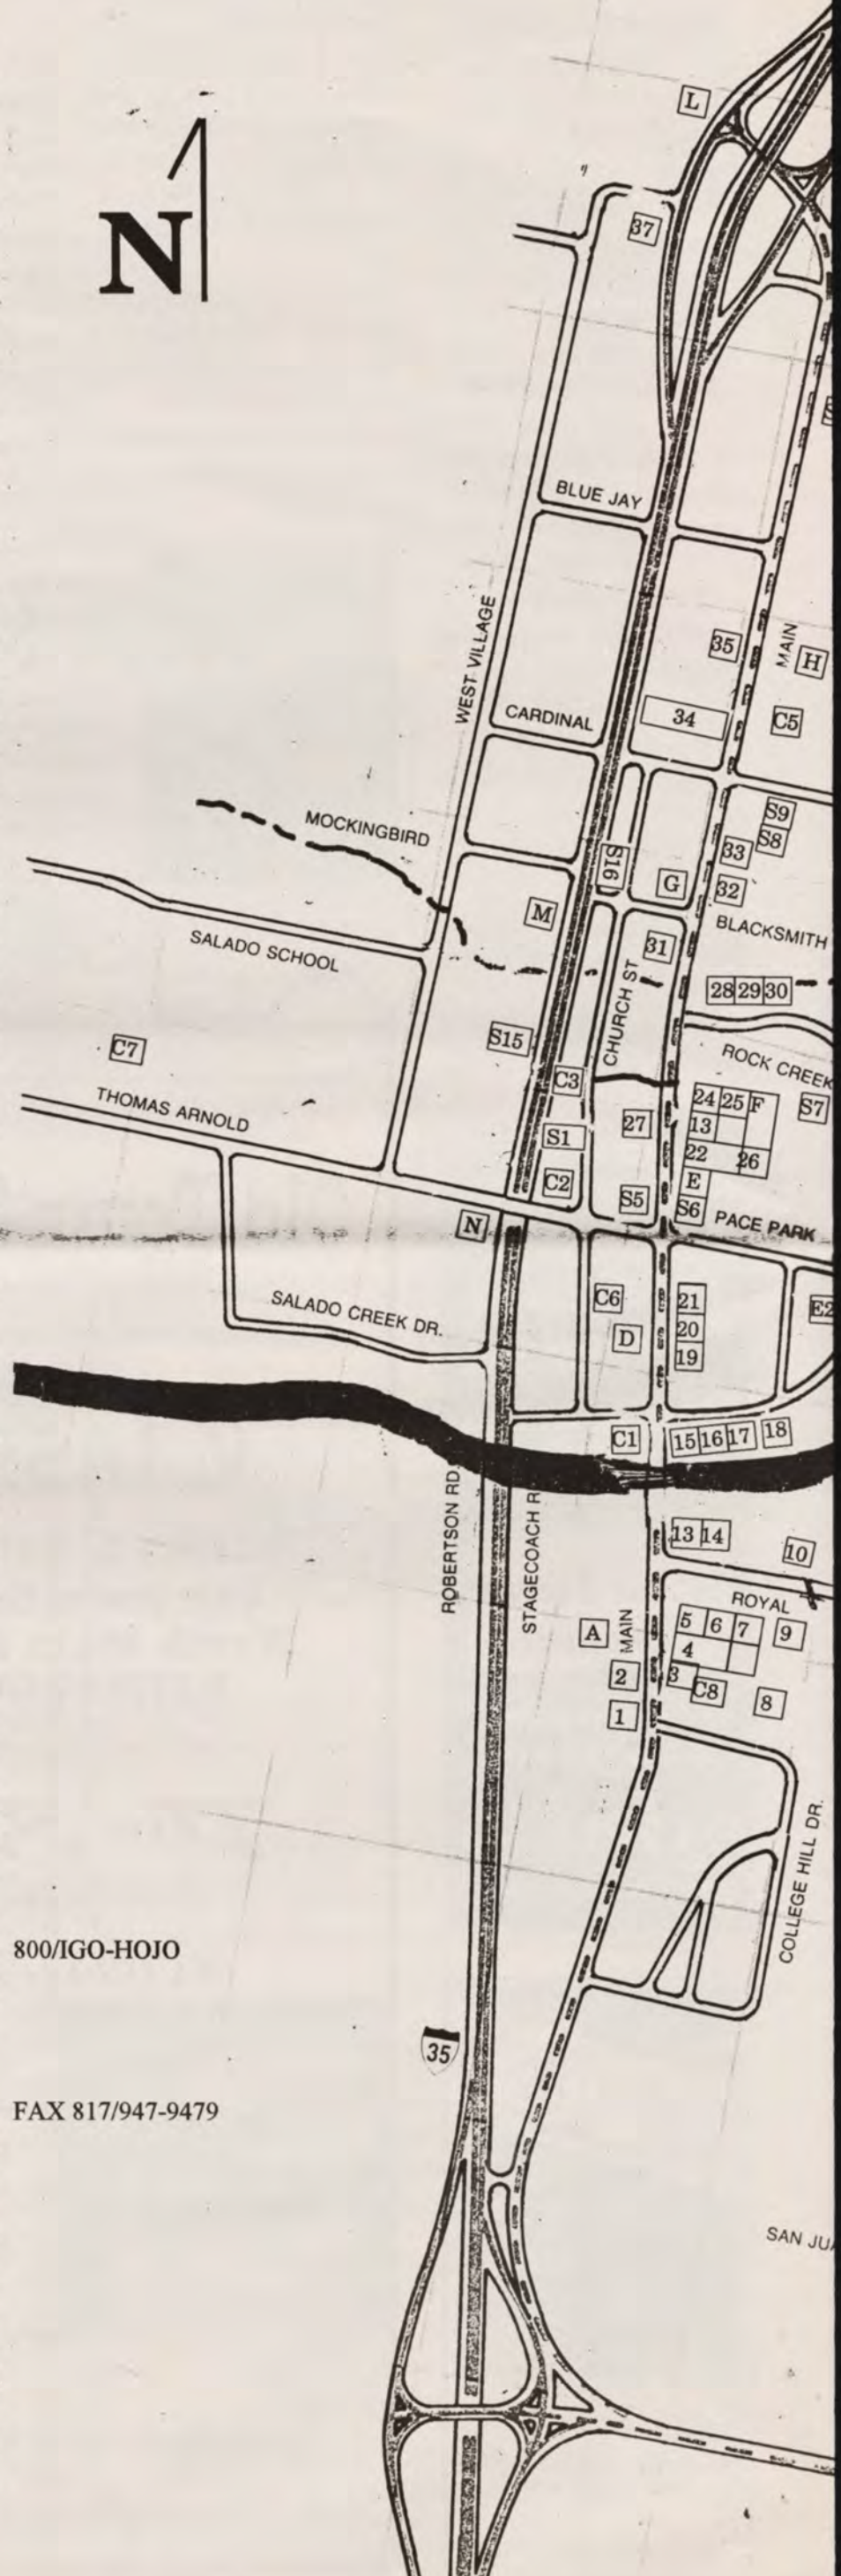 L
N
37
BLUE JAY
WEST VILLAGE
35
MAIN
H
CARDINAL
34
C5
MOCKINGBIRD
S9
S8
33
S16
G
32
M
BLACKSMITH
SALADO SCHOOL
31
28 29 30
CHURCH ST
S15
C7
ROCK CREEK
C3
THOMAS ARNOLD
24 25 F
S7
13
27
S1
22
26
C2
E
S5
S6
PACE PARK
N
SALADO CREEK DR.
C6
21
E2
D
20
19
C1
15 16 17 18
ROBERTSON RD.
STAGECOACH R
13 14
10
ROYAL
A
MAIN
5 6 7
9
4
2
3
C8
8
1
COLLEGE HILL DR.
800/IGO-HOJO
35
FAX 817/947-9479
SAN JUA